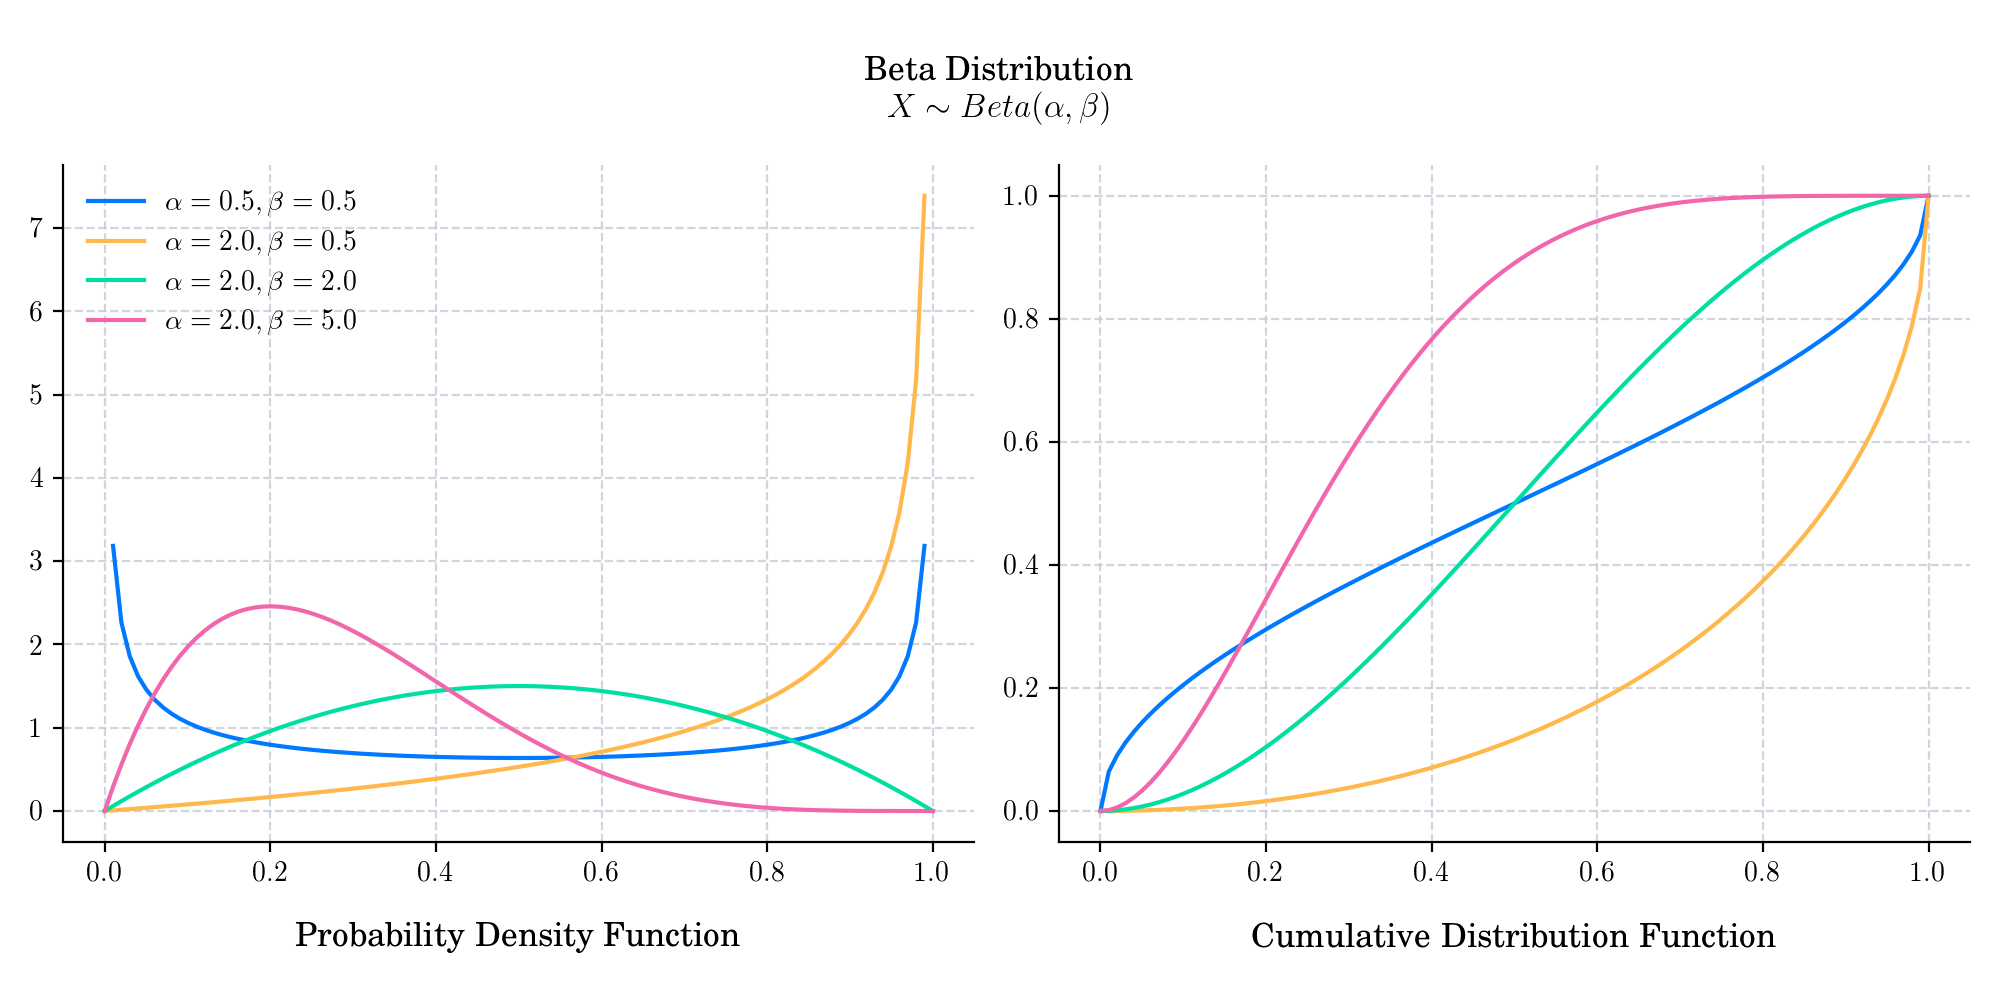 Beta Distribution
X ∼ Beta(α, β)
α = 0.5, β = 0.5
α = 2.0, β = 0.5
α = 2.0, β = 2.0
α = 2.0, β = 5.0
7
6
5
4
3
2
1
0
0.0 0.2 0.4 0.6 0.8 1.0
Probability Density Function
1.0
0.8
0.6
0.4
0.2
0.0
0.0 0.2 0.4 0.6 0.8 1.0
Cumulative Distribution Function